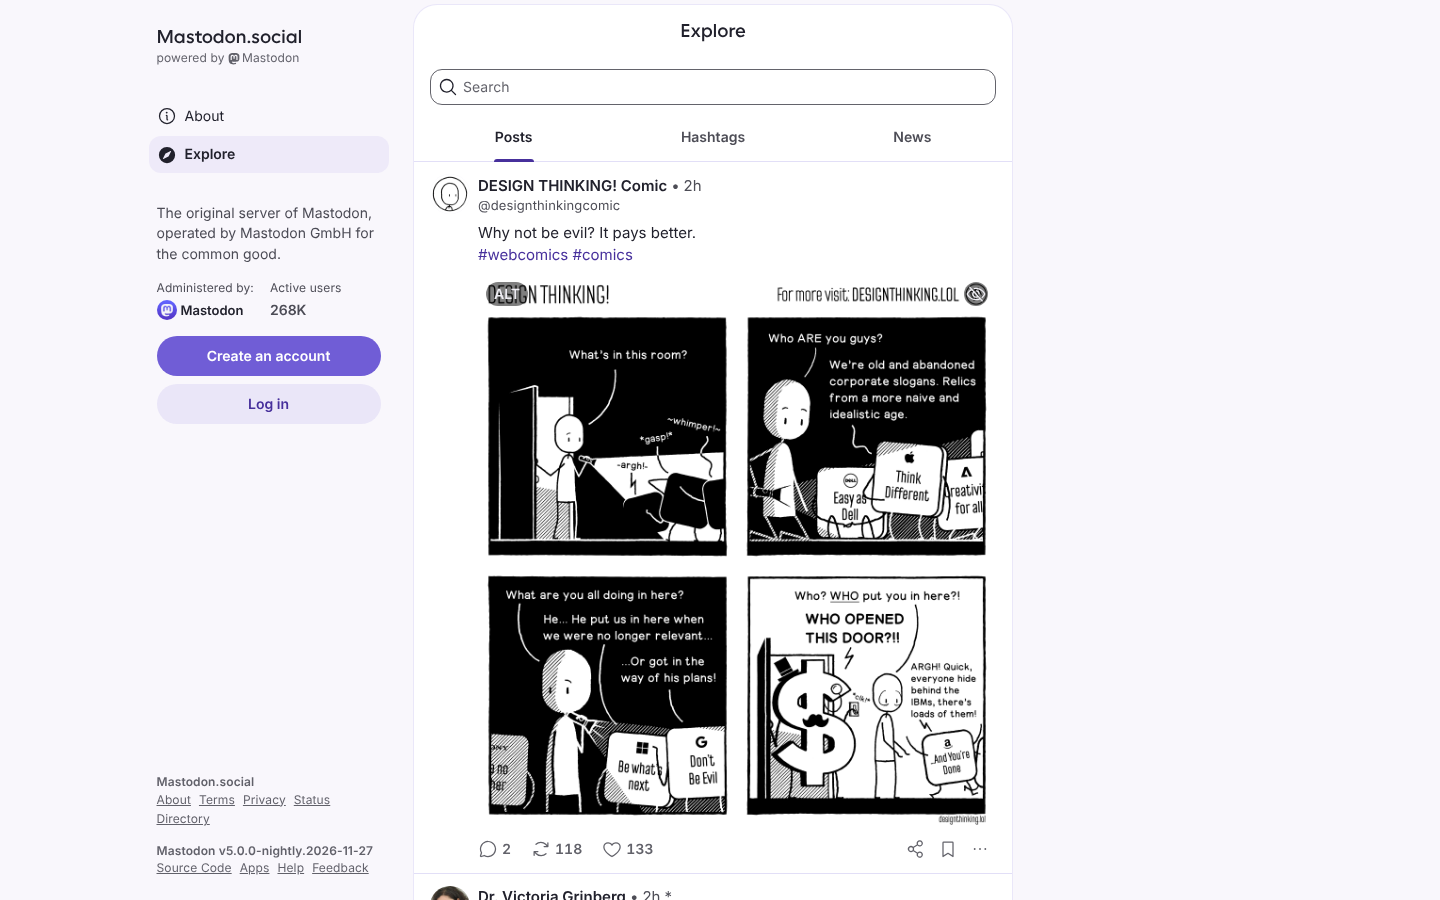 Mastodon.social
powered by Mastodon
About
Explore
The original server of Mastodon,
operated by Mastodon GmbH for
the common good.
Administered by:
Mastodon
Active users
268K
Create an account
Log in
Mastodon.social
About Terms Privacy Status
Directory
Mastodon v5.0.0-nightly.2026-11-27
Source Code Apps Help Feedback
Explore
Search
Posts Hashtags News
DESIGN THINKING! Comic • 2h
@designthinkingcomic
Why not be evil? It pays better.
#webcomics #comics
ALT
DESIGN THINKING!
For more visit: DESIGNTHINKING.LOL
What's in this room?
~whimper!~
*gasp!*
-argh!-
Who ARE you guys?
We're old and abandoned
corporate slogans. Relics
from a more naive and
idealistic age.
DELL
Easy as
Dell
Think
Different
reativi
for all
What are you all doing in here?
He... He put us in here when
we were no longer relevant...
...Or got in the
way of his plans!
Be what's
next
G
Don't
Be Evil
Who? WHO put you in here?!
WHO OPENED
THIS DOOR?!!
*clik!*
ARGH! Quick,
everyone hide
behind the
IBMs, there's
loads of them!
$
a
...And You're
Done
designthinking.lol
2
118
133
Dr. Victoria Grinberg • 2h *